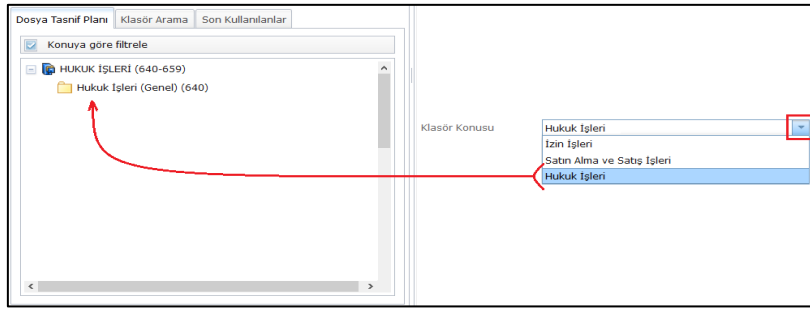 Dosya Tasnif Planı Klasör Arama Son Kullanılanlar
Konuya göre filtrele
HUKUK İŞLERİ (640-659)
Hukuk İşleri (Genel) (640)
Klasör Konusu Hukuk İşleri
İzin İşleri
Satın Alma ve Satış İşleri
Hukuk İşleri